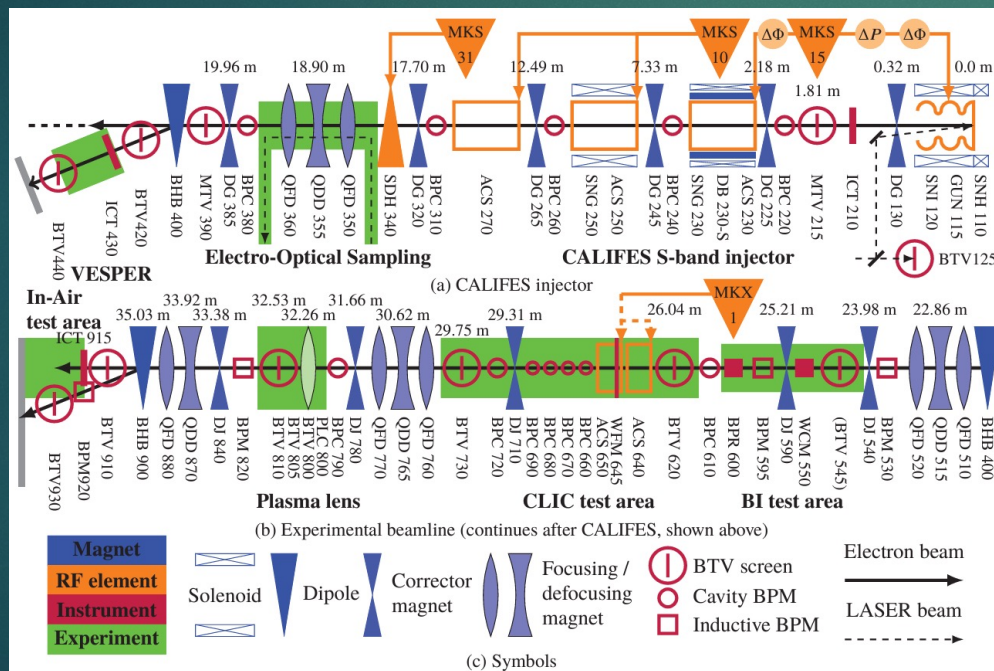 MKS 31
MKS 10
ΔΦ
MKS 15
ΔP
ΔΦ
19.96 m
18.90 m
17.70 m
12.49 m
7.33 m
2.18 m
1.81 m
0.32 m
0.0 m
BTV440
ICT 430
BTV420
BHB 400
MTV 390
DG 385
BPC 380
QFD 360
QDD 355
QFD 350
SDH 340
DG 320
BPC 310
ACS 270
DG 265
BPC 260
SNG 250
ACS 250
DG 245
BPC 240
SNG 230
DB 230-S
ACS 230
DG 225
BPC 220
MTV 215
ICT 210
DG 130
SNI 120
GUN 115
SNH 110
BTV125
VESPER
Electro-Optical Sampling
CALIFES S-band injector
(a) CALIFES injector
In-Air
test area
ICT 915
35.03 m
33.92 m
33.38 m
32.53 m
32.26 m
31.66 m
30.62 m
29.75 m
29.31 m
26.04 m
MKX 1
25.21 m
23.98 m
22.86 m
BTV930
BPM920
BTV 910
BHB 900
QFD 880
QDD 870
DJ 840
BPM 820
BTV 810
BTV 805
BTV 800
PLC 800
BPC 790
DJ 780
QFD 770
QDD 765
QFD 760
BTV 730
BPC 720
DJ 710
BPC 690
BPC 680
BPC 670
BPC 660
ACS 650
WFM 645
ACS 640
BTV 620
BPC 610
BPR 600
BPM 595
DJ 590
WCM 550
(BTV 545)
DJ 540
BPM 530
QFD 520
QDD 515
QFD 510
BHB 400
Plasma lens
CLIC test area
BI test area
(b) Experimental beamline (continues after CALIFES, shown above)
Magnet
RF element
Instrument
Experiment
Solenoid
Dipole
Corrector
magnet
Focusing /
defocusing
magnet
BTV screen
Cavity BPM
Inductive BPM
Electron beam
LASER beam
(c) Symbols